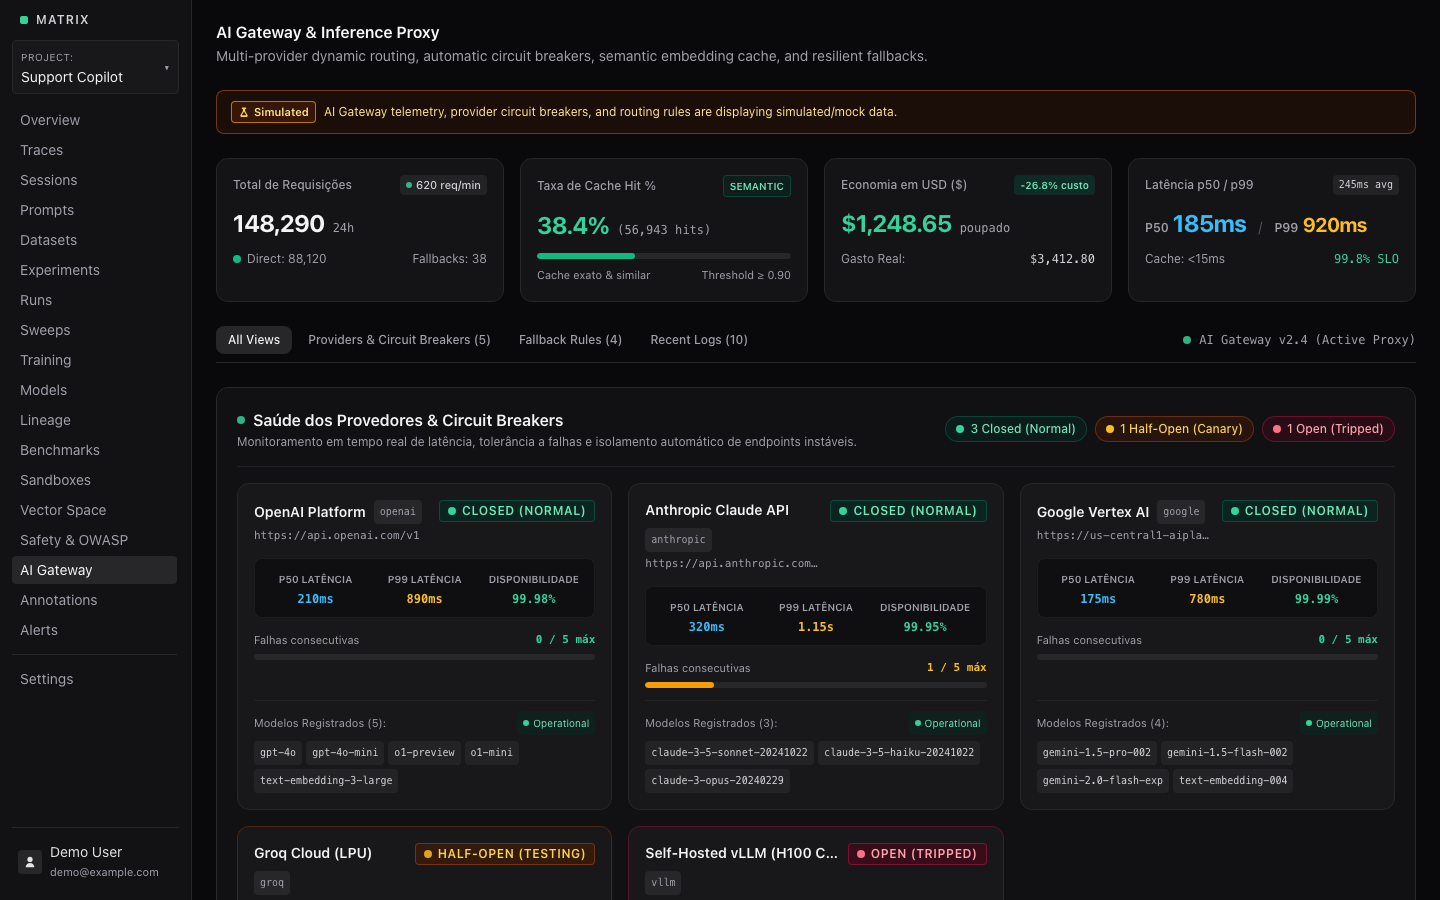 MATRIX
PROJECT:
Support Copilot
Overview
Traces
Sessions
Prompts
Datasets
Experiments
Runs
Sweeps
Training
Models
Lineage
Benchmarks
Sandboxes
Vector Space
Safety & OWASP
AI Gateway
Annotations
Alerts
Settings
Demo User
demo@example.com
AI Gateway & Inference Proxy
Multi-provider dynamic routing, automatic circuit breakers, semantic embedding cache, and resilient fallbacks.
Simulated AI Gateway telemetry, provider circuit breakers, and routing rules are displaying simulated/mock data.
Total de Requisições 620 req/min
148,290 24h
Direct: 88,120 Fallbacks: 38
Taxa de Cache Hit % SEMANTIC
38.4% (56,943 hits)
Cache exato & similar Threshold ≥ 0.90
Economia em USD ($) -26.8% custo
$1,248.65 poupado
Gasto Real: $3,412.80
Latência p50 / p99 245ms avg
P50 185ms / P99 920ms
Cache: <15ms 99.8% SLO
All Views Providers & Circuit Breakers (5) Fallback Rules (4) Recent Logs (10) AI Gateway v2.4 (Active Proxy)
Saúde dos Provedores & Circuit Breakers
Monitoramento em tempo real de latência, tolerância a falhas e isolamento automático de endpoints instáveis.
3 Closed (Normal) 1 Half-Open (Canary) 1 Open (Tripped)
OpenAI Platform openai CLOSED (NORMAL)
https://api.openai.com/v1
P50 LATÊNCIA P99 LATÊNCIA DISPONIBILIDADE
210ms 890ms 99.98%
Falhas consecutivas 0 / 5 máx
Modelos Registrados (5): Operational
gpt-4o gpt-4o-mini o1-preview o1-mini
text-embedding-3-large
Anthropic Claude API CLOSED (NORMAL)
anthropic
https://api.anthropic.com…
P50 LATÊNCIA P99 LATÊNCIA DISPONIBILIDADE
320ms 1.15s 99.95%
Falhas consecutivas 1 / 5 máx
Modelos Registrados (3): Operational
claude-3-5-sonnet-20241022 claude-3-5-haiku-20241022
claude-3-opus-20240229
Google Vertex AI google CLOSED (NORMAL)
https://us-central1-aipla…
P50 LATÊNCIA P99 LATÊNCIA DISPONIBILIDADE
175ms 780ms 99.99%
Falhas consecutivas 0 / 5 máx
Modelos Registrados (4): Operational
gemini-1.5-pro-002 gemini-1.5-flash-002
gemini-2.0-flash-exp text-embedding-004
Groq Cloud (LPU) HALF-OPEN (TESTING)
groq
Self-Hosted vLLM (H100 C... OPEN (TRIPPED)
vllm